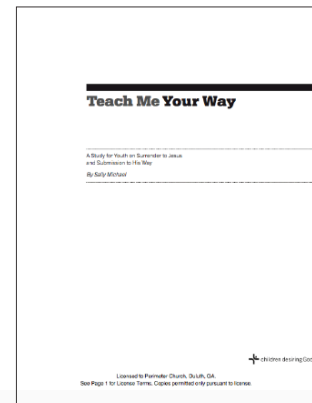 Teach Me Your Way
A Study for Youth on Surrender to Jesus
and Submission to His Way
By Sally Michael
children desiring God
Licensed to Perimeter Church, Duluth, GA.
See Page 1 for License Terms. Copies permitted only pursuant to license.